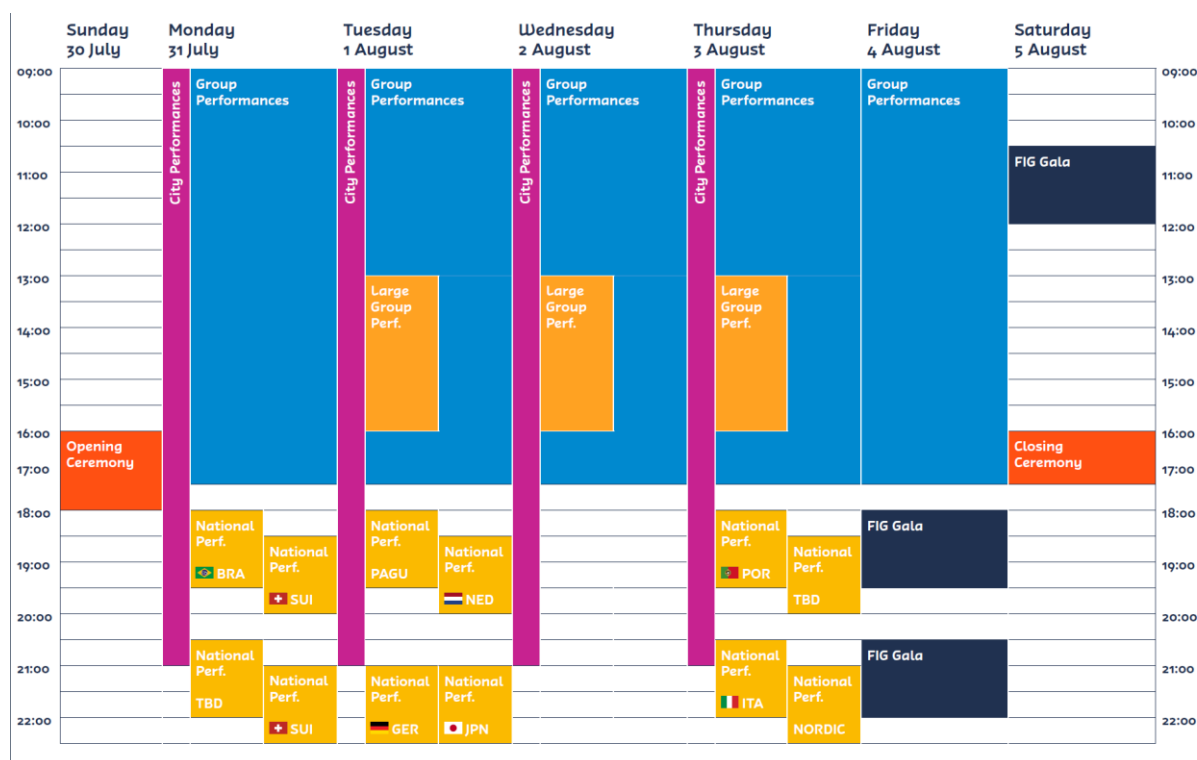 Sunday
30 July
Monday
31 July
Tuesday
1 August
Wednesday
2 August
Thursday
3 August
Friday
4 August
Saturday
5 August
09:00
10:00
11:00
12:00
13:00
14:00
15:00
16:00
17:00
18:00
19:00
20:00
21:00
22:00
Opening
Ceremony
City Performances
Group
Performances
National
Perf.
BRA
National
Perf.
SUI
National
Perf.
TBD
National
Perf.
SUI
City Performances
Group
Performances
Large
Group
Perf.
National
Perf.
PAGU
National
Perf.
NED
National
Perf.
GER
National
Perf.
JPN
City Performances
Group
Performances
Large
Group
Perf.
City Performances
Group
Performances
Large
Group
Perf.
National
Perf.
POR
National
Perf.
TBD
National
Perf.
ITA
National
Perf.
NORDIC
Group
Performances
FIG Gala
FIG Gala
FIG Gala
Closing
Ceremony
09:00
10:00
11:00
12:00
13:00
14:00
15:00
16:00
17:00
18:00
19:00
20:00
21:00
22:00